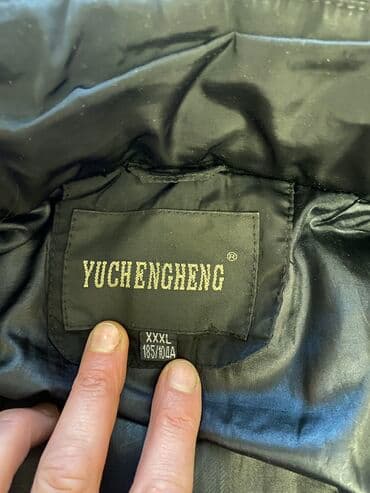 YUCHENGHENG ®
XXXL
185/104A